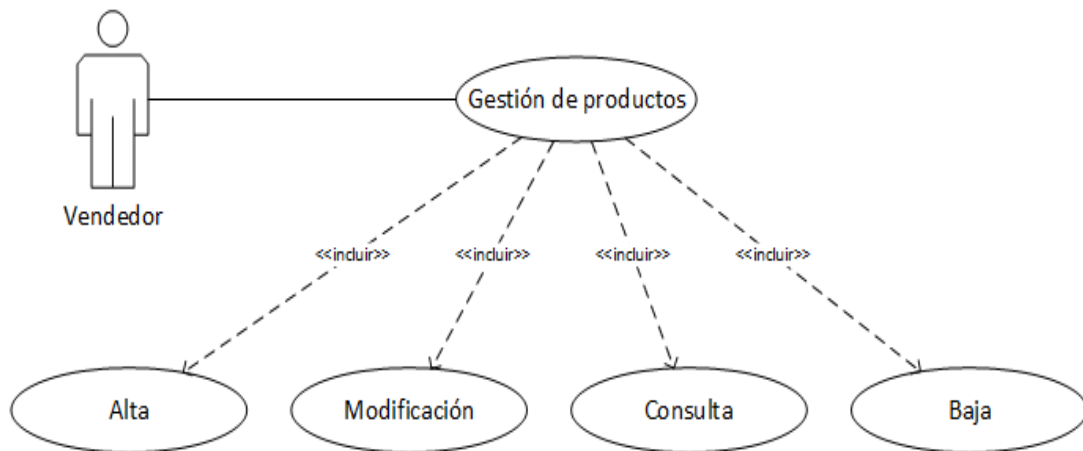 Gestión de productos
Vendedor
<<incluir>>
<<incluir>>
<<incluir>>
<<incluir>>
Alta
Modificación
Consulta
Baja